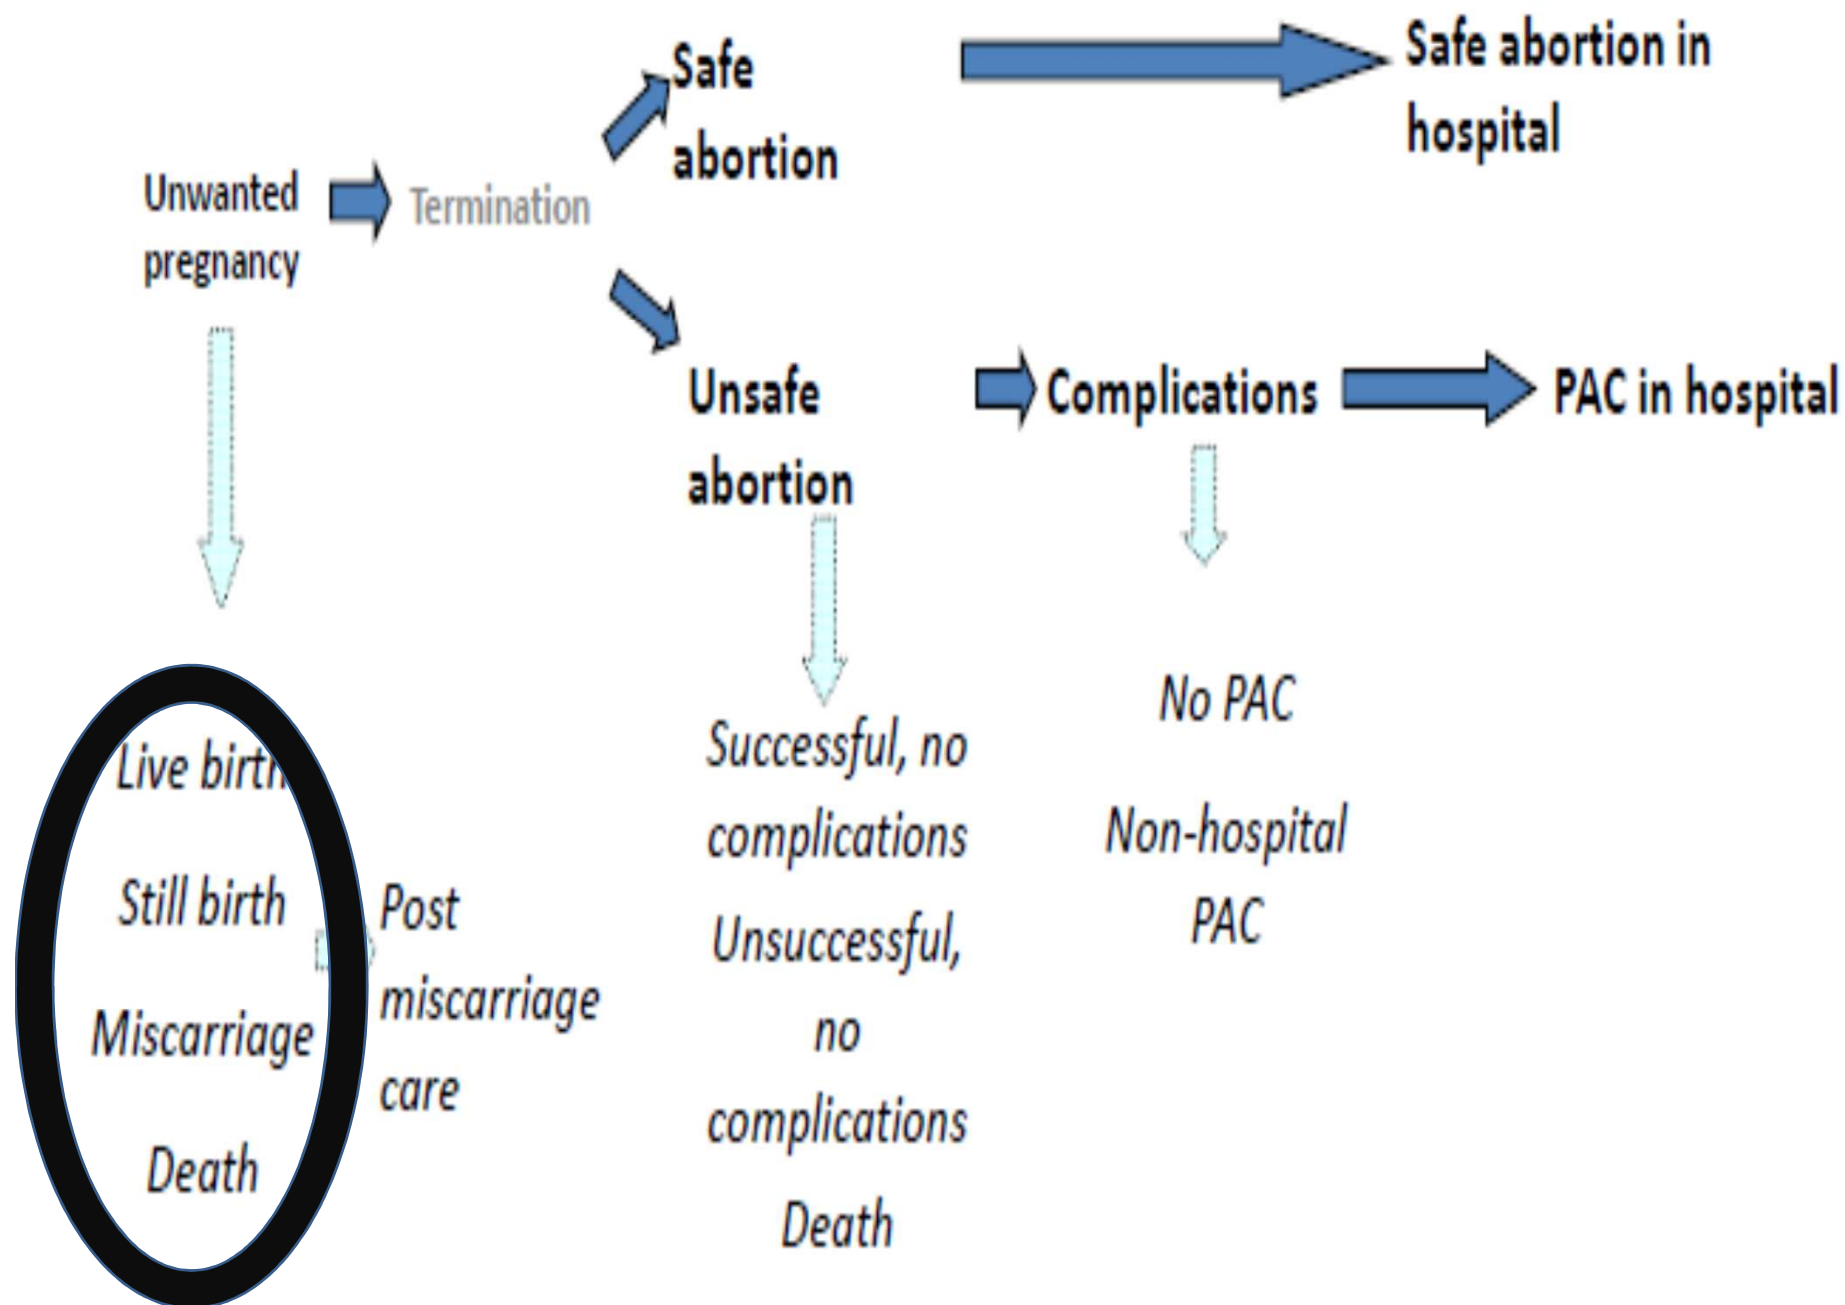 Safe
abortion
Safe abortion in
hospital
Unwanted
pregnancy
Termination
Unsafe
abortion
Complications
PAC in hospital
Live birth
Still birth
Miscarriage
Death
Post
miscarriage
care
Successful, no
complications
Unsuccessful,
no
complications
Death
No PAC
Non-hospital
PAC